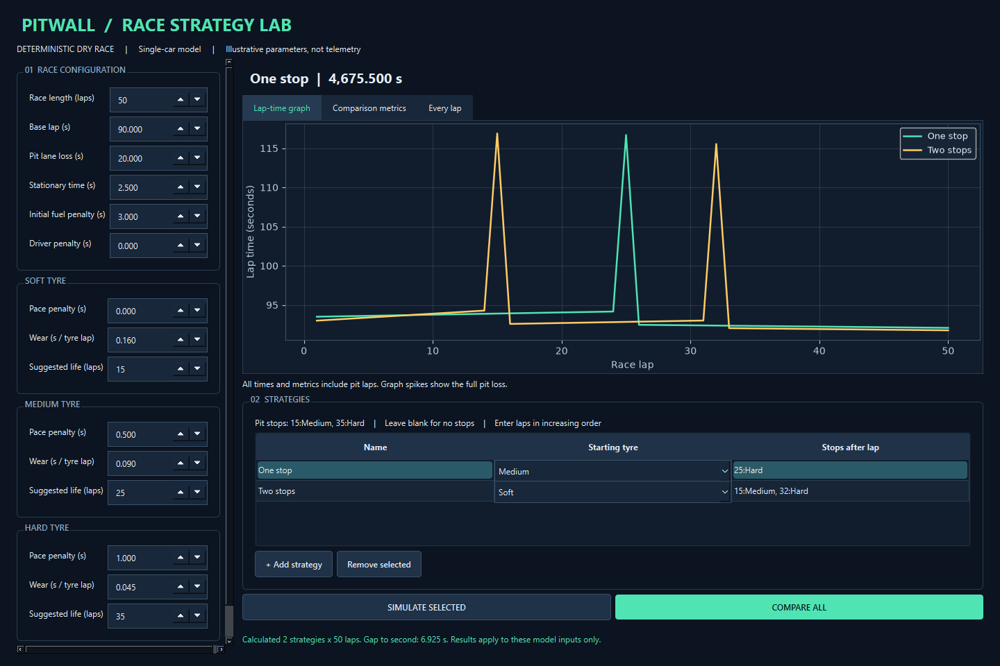 PITWALL / RACE STRATEGY LAB
DETERMINISTIC DRY RACE | Single-car model | Illustrative parameters, not telemetry
01 RACE CONFIGURATION
Race length (laps) 50
Base lap (s) 90.000
Pit lane loss (s) 20.000
Stationary time (s) 2.500
Initial fuel penalty (s) 3.000
Driver penalty (s) 0.000
SOFT TYRE
Pace penalty (s) 0.000
Wear (s / tyre lap) 0.160
Suggested life (laps) 15
MEDIUM TYRE
Pace penalty (s) 0.500
Wear (s / tyre lap) 0.090
Suggested life (laps) 25
HARD TYRE
Pace penalty (s) 1.000
Wear (s / tyre lap) 0.045
Suggested life (laps) 35
One stop | 4,675.500 s
Lap-time graph Comparison metrics Every lap
One stop
Two stops
115
110
105
100
95
Lap time (seconds)
0 10 20 30 40 50
Race lap
All times and metrics include pit laps. Graph spikes show the full pit loss.
02 STRATEGIES
Pit stops: 15:Medium, 35:Hard | Leave blank for no stops | Enter laps in increasing order
Name Starting tyre Stops after lap
One stop Medium 25:Hard
Two stops Soft 15:Medium, 32:Hard
+ Add strategy Remove selected
SIMULATE SELECTED COMPARE ALL
Calculated 2 strategies x 50 laps. Gap to second: 6.925 s. Results apply to these model inputs only.